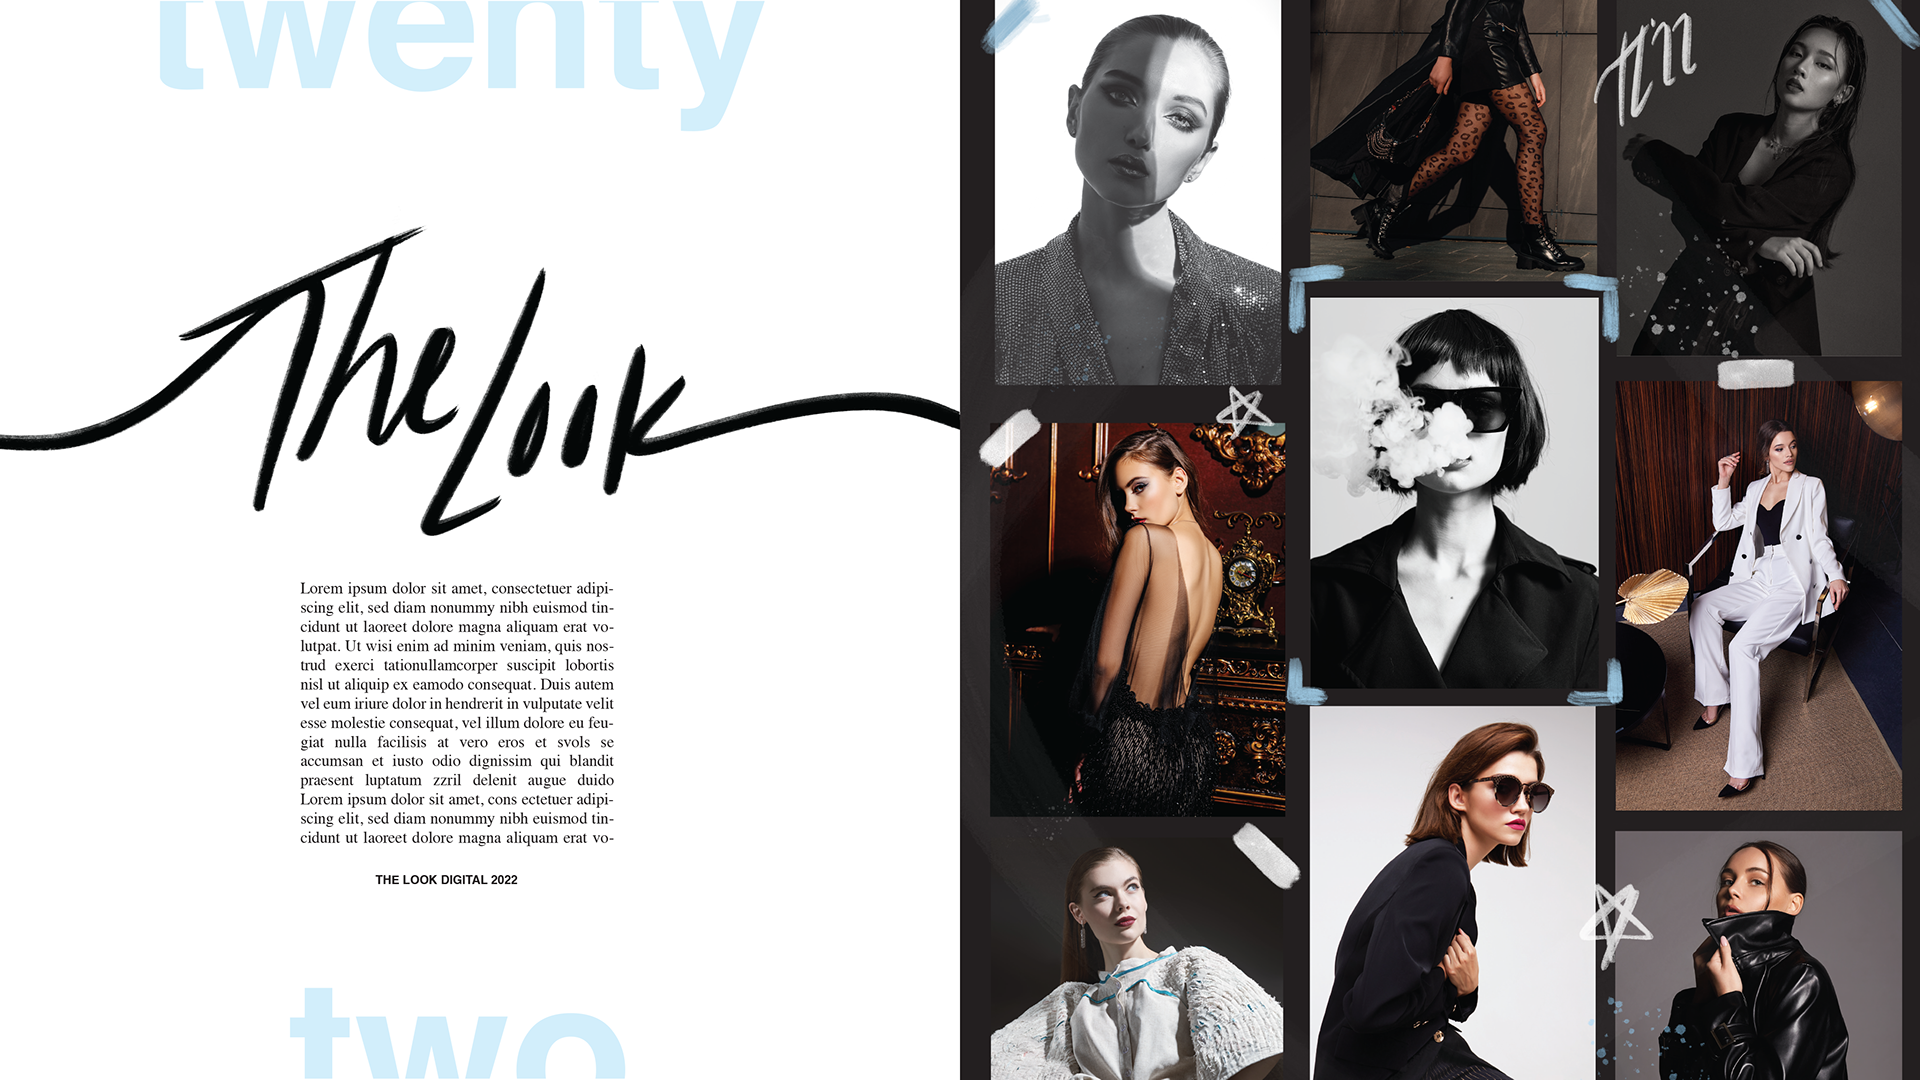 twenty
The Look
Lorem ipsum dolor sit amet, consectetuer adipi-
scing elit, sed diam nonummy nibh euismod tin-
cidunt ut laoreet dolore magna aliquam erat vo-
lutpat. Ut wisi enim ad minim veniam, quis nos-
trud exerci tationullamcorper suscipit lobortis
nisl ut aliquip ex eamodo consequat. Duis autem
vel eum iriure dolor in hendrerit in vulputate velit
esse molestie consequat, vel illum dolore eu feu-
giat nulla facilisis at vero eros et svols se
accumsan et iusto odio dignissim qui blandit
praesent luptatum zzril delenit augue duido
Lorem ipsum dolor sit amet, cons ectetuer adipi-
scing elit, sed diam nonummy nibh euismod tin-
cidunt ut laoreet dolore magna aliquam erat vo-
THE LOOK DIGITAL 2022
two